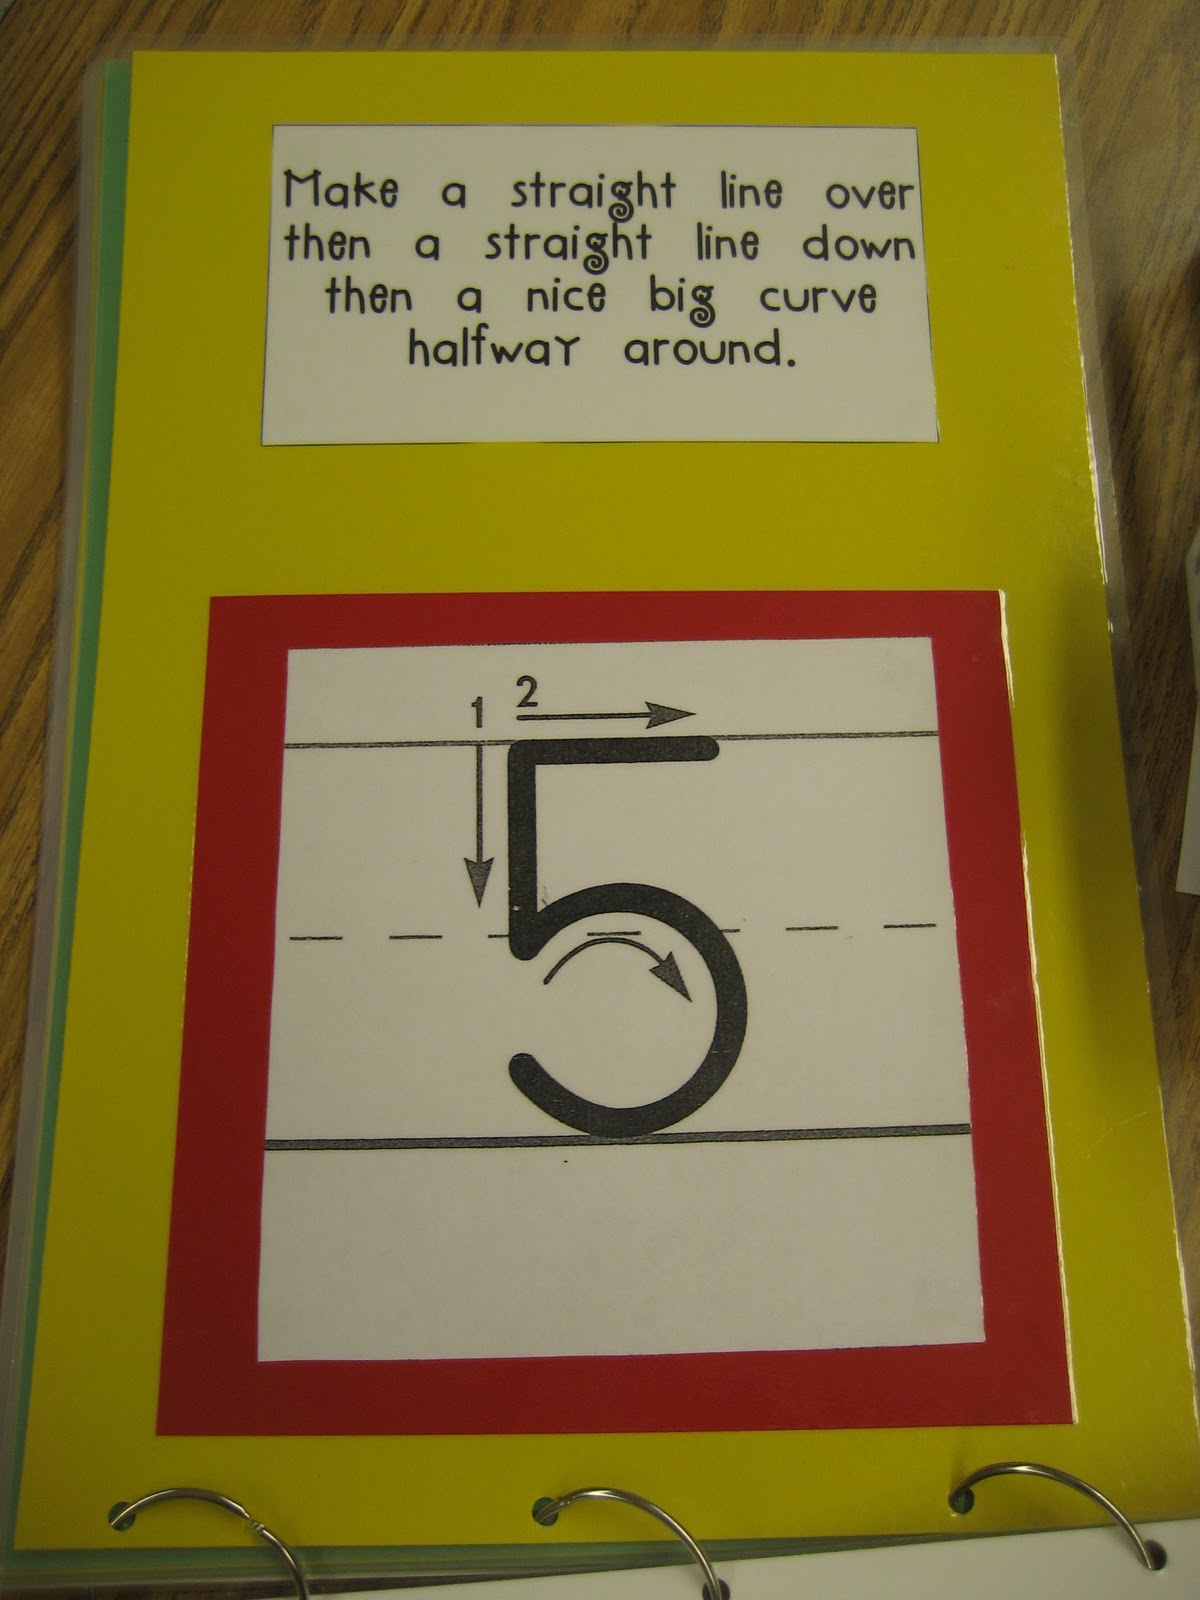 Make a straight line over
then a straight line down
then a nice big curve
halfway around.
1 2
5